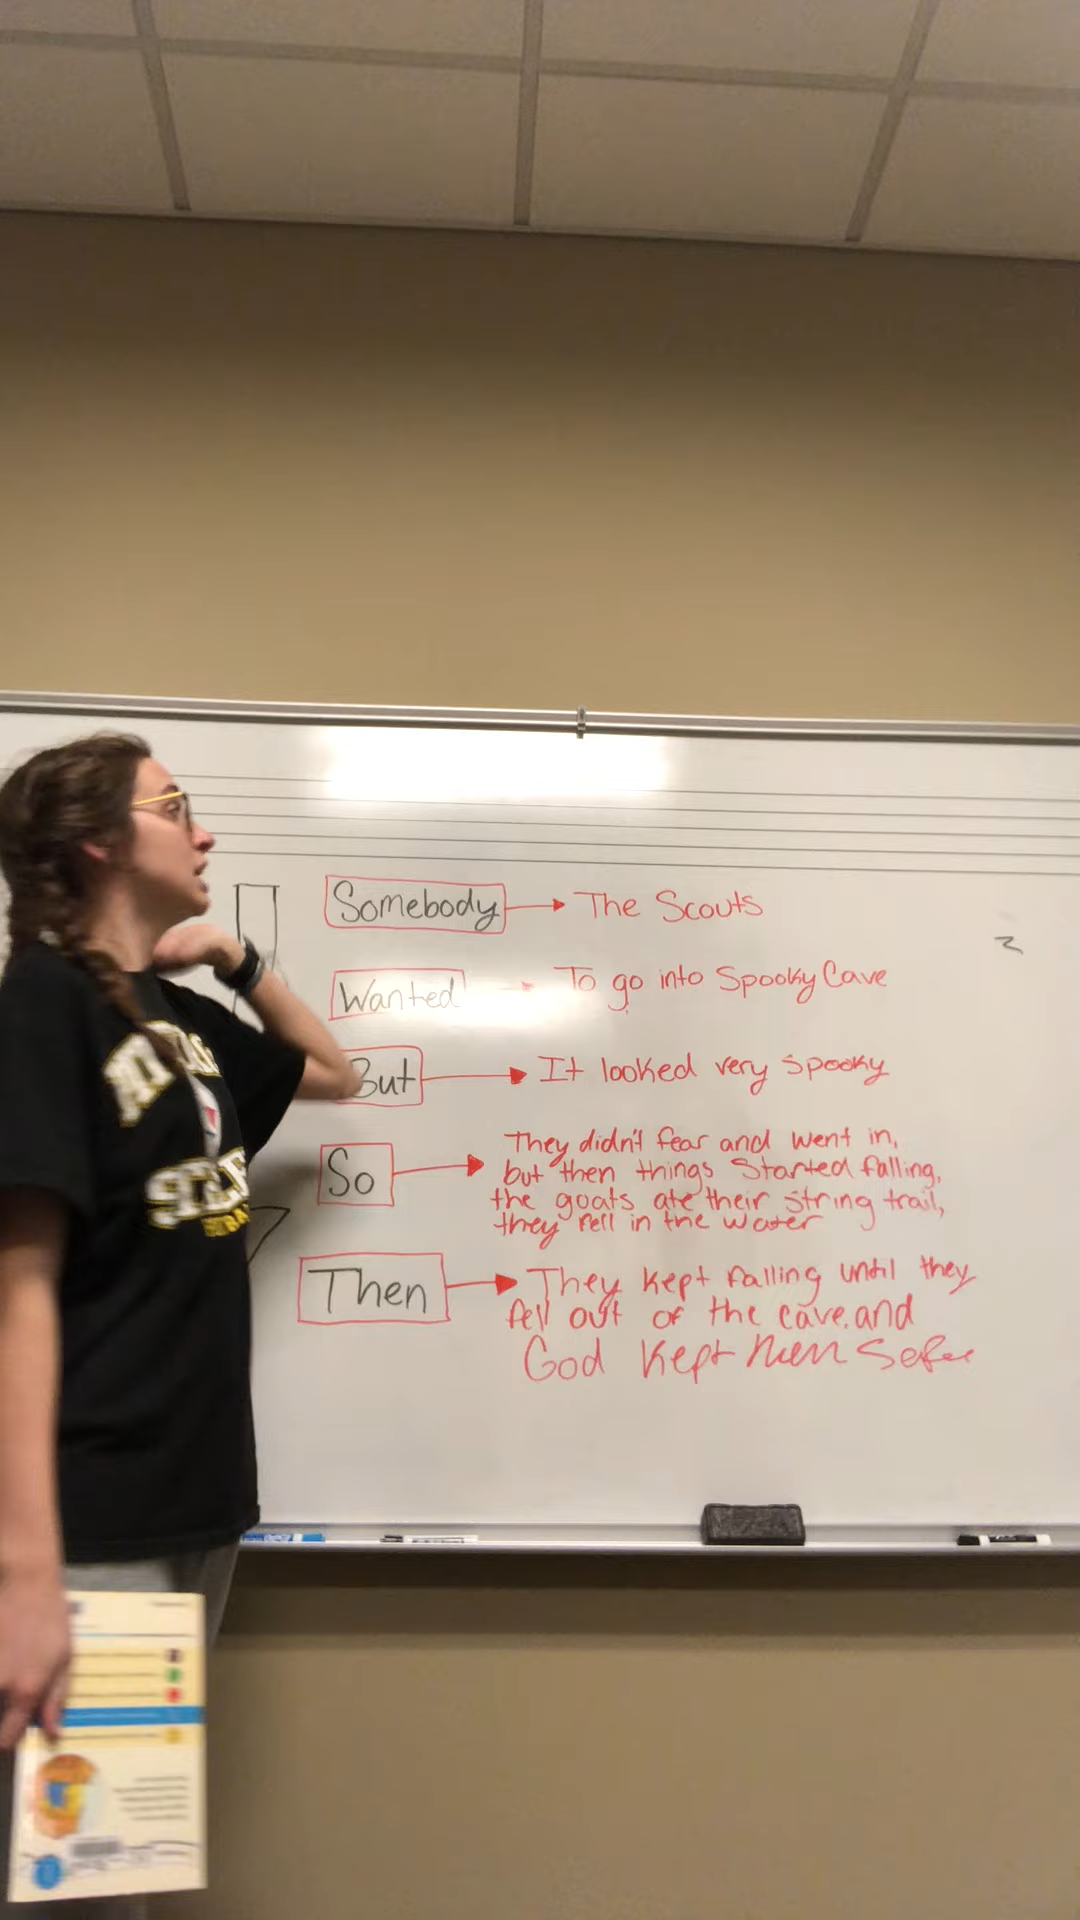 Somebody The Scouts
Wanted To go into Spooky Cave
But It looked very spooky
So
They didn't fear and went in,
but then things started falling,
the goats ate their string trail,
they fell in the water
Then They kept falling until they
fell out of the cave. and
God kept them safe